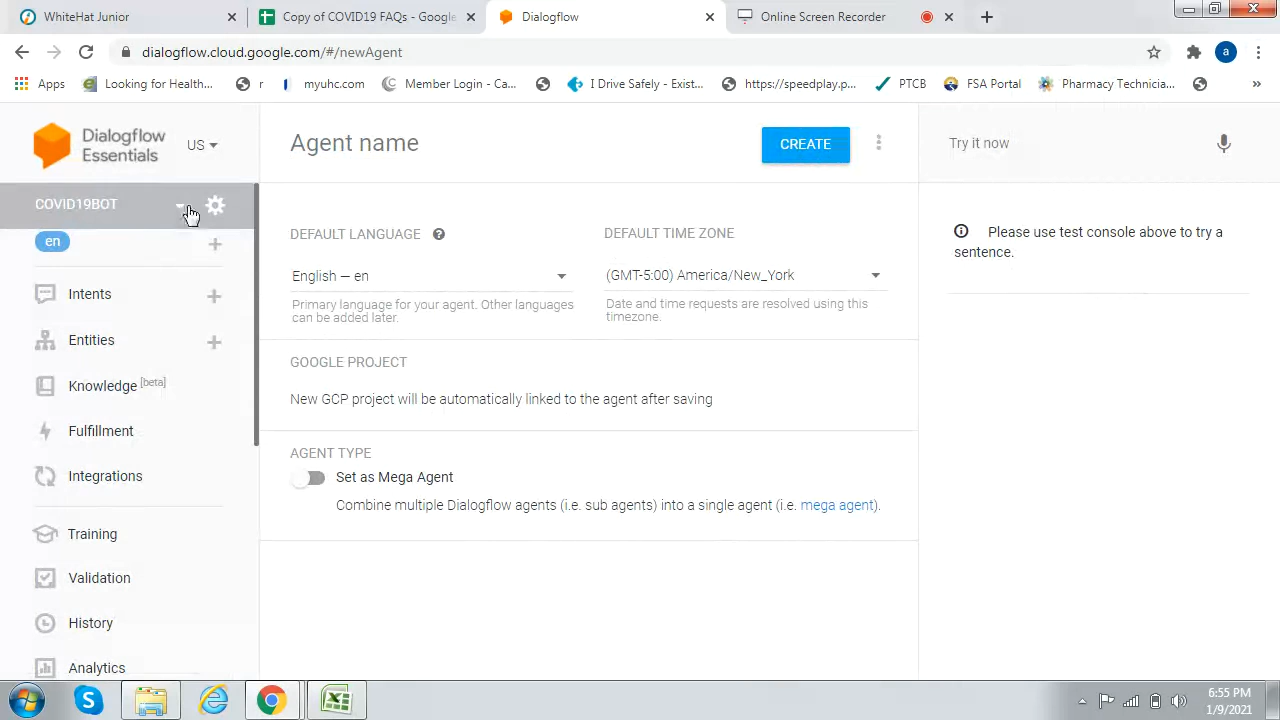 WhiteHat Junior
Copy of COVID19 FAQs - Google
Dialogflow
Online Screen Recorder
dialogflow.cloud.google.com/#/newAgent
a
Apps
Looking for Health...
r
myuhc.com
Member Login - Ca...
I Drive Safely - Exist...
https://speedplay.p...
PTCB
FSA Portal
Pharmacy Technicia...
»
Dialogflow
Essentials
US
Agent name
CREATE
Try it now
COVID19BOT
en
Intents
Entities
Knowledge [beta]
Fulfillment
Integrations
Training
Validation
History
Analytics
DEFAULT LANGUAGE
English — en
Primary language for your agent. Other languages
can be added later.
DEFAULT TIME ZONE
(GMT-5:00) America/New_York
Date and time requests are resolved using this
timezone.
GOOGLE PROJECT
New GCP project will be automatically linked to the agent after saving
AGENT TYPE
Set as Mega Agent
Combine multiple Dialogflow agents (i.e. sub agents) into a single agent (i.e. mega agent).
Please use test console above to try a
sentence.
6:55 PM
1/9/2021